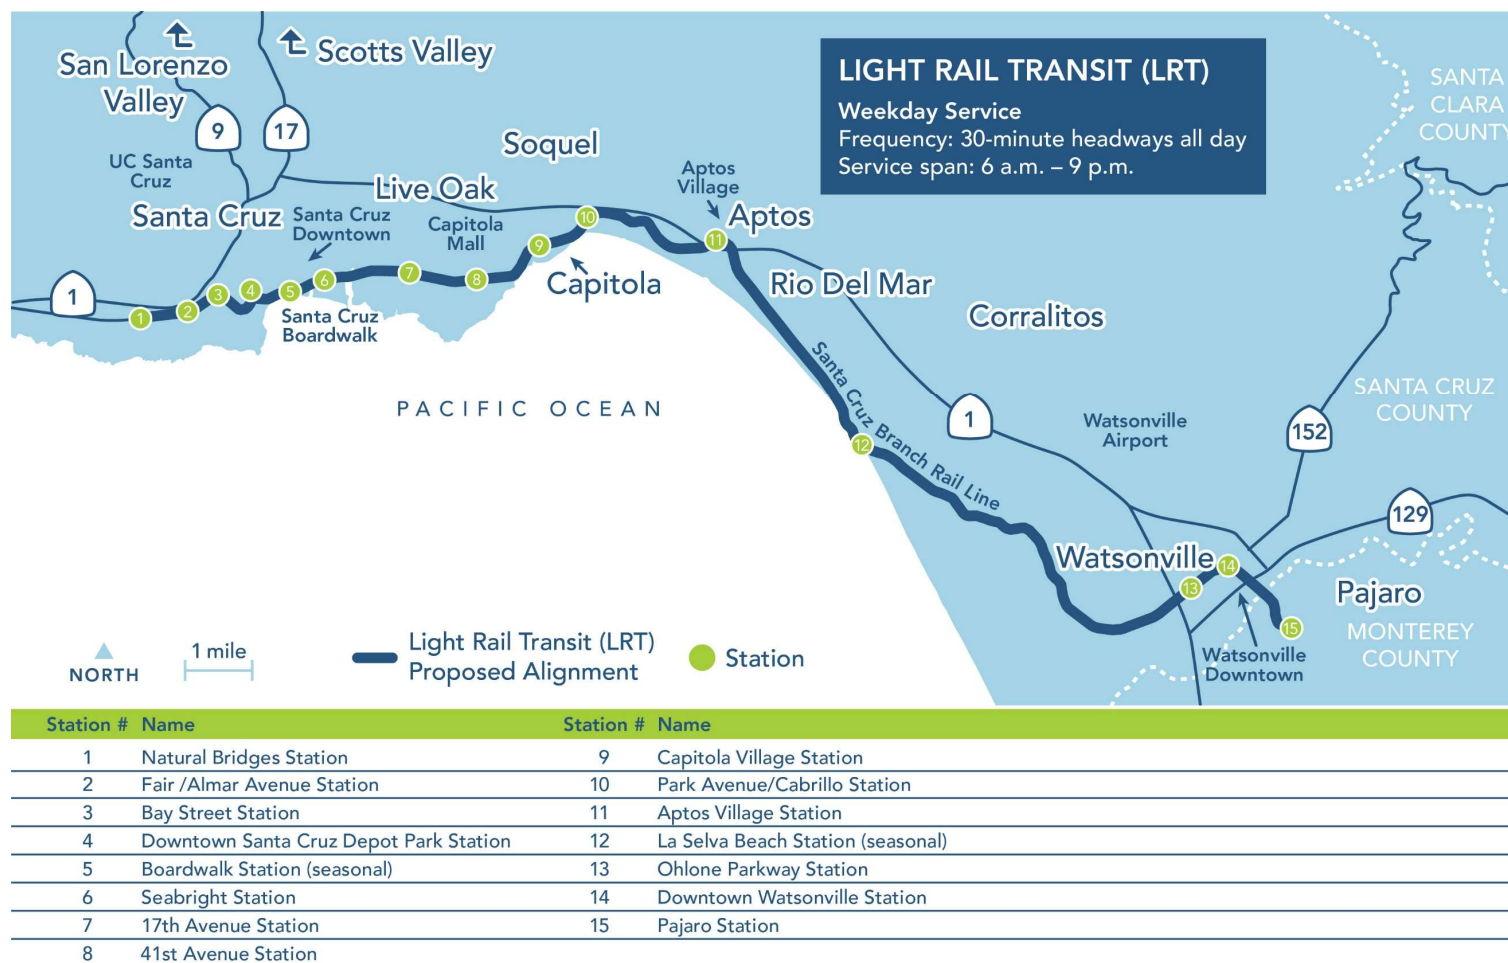 San Lorenzo
Valley
Scotts Valley
9
17
UC Santa
Cruz
Santa Cruz
Santa Cruz
Downtown
Live Oak
Capitola
Mall
Soquel
Aptos
Village
Aptos
LIGHT RAIL TRANSIT (LRT)
Weekday Service
Frequency: 30-minute headways all day
Service span: 6 a.m. – 9 p.m.
SANTA
CLARA
COUNTY
1
1
2
3
4
5
6
7
8
9
10
11
Santa Cruz
Boardwalk
Capitola
Rio Del Mar
Corralitos
Santa Cruz Branch Rail Line
PACIFIC OCEAN
12
1
Watsonville
Airport
152
SANTA CRUZ
COUNTY
129
Watsonville
13
14
15
Pajaro
MONTEREY
COUNTY
Watsonville
Downtown
NORTH
1 mile
Light Rail Transit (LRT)
Proposed Alignment
Station
Station # Name Station # Name
1 Natural Bridges Station 9 Capitola Village Station
2 Fair /Almar Avenue Station 10 Park Avenue/Cabrillo Station
3 Bay Street Station 11 Aptos Village Station
4 Downtown Santa Cruz Depot Park Station 12 La Selva Beach Station (seasonal)
5 Boardwalk Station (seasonal) 13 Ohlone Parkway Station
6 Seabright Station 14 Downtown Watsonville Station
7 17th Avenue Station 15 Pajaro Station
8 41st Avenue Station